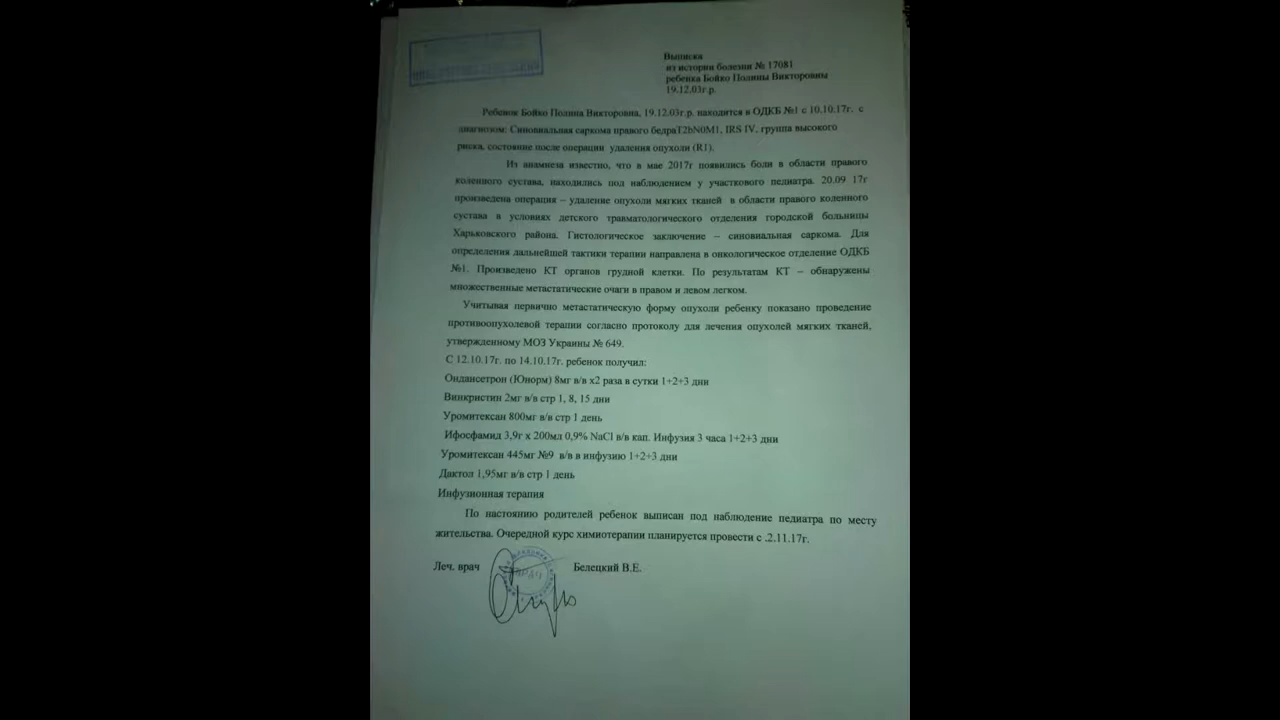 Выписка
из истории болезни № 17081
ребенка Бойко Полины Викторовны
19.12.03г.р.
Ребенок Бойко Полина Викторовна, 19.12.03г.р. находится в ОДКБ №1 с 10.10.17г. с
диагнозом: Синовиальная саркома правого бедраT2bN0M1, IRS IV, группа высокого
риска, состояние после операции удаления опухоли (R1).
Из анамнеза известно, что в мае 2017г появились боли в области правого
коленного сустава, находились под наблюдением у участкового педиатра. 20.09 17г
произведена операция – удаление опухоли мягких тканей в области правого коленного
сустава в условиях детского травматологического отделения городской больницы
Харьковского района. Гистологическое заключение – синовиальная саркома. Для
определения дальнейшей тактики терапии направлена в онкологическое отделение ОДКБ
№1. Произведено КТ органов грудной клетки. По результатам КТ – обнаружены
множественные метастатические очаги в правом и левом легком.
Учитывая первично метастатическую форму опухоли ребенку показано проведение
противоопухолевой терапии согласно протоколу для лечения опухолей мягких тканей,
утвержденному МОЗ Украины № 649.
С 12.10.17г. по 14.10.17г. ребенок получил:
Ондансетрон (Юнорм) 8мг в/в х2 раза в сутки 1+2+3 дни
Винкристин 2мг в/в стр 1, 8, 15 дни
Уромитексан 800мг в/в стр 1 день
Ифосфамид 3,9г х 200мл 0,9% NaCl в/в кап. Инфузия 3 часа 1+2+3 дни
Уромитексан 445мг №9 в/в в инфузию 1+2+3 дни
Дактол 1,95мг в/в стр 1 день
Инфузионная терапия
По настоянию родителей ребенок выписан под наблюдение педиатра по месту
жительства. Очередной курс химиотерапии планируется провести с .2.11.17г.
Леч. врач Белецкий В.Е.